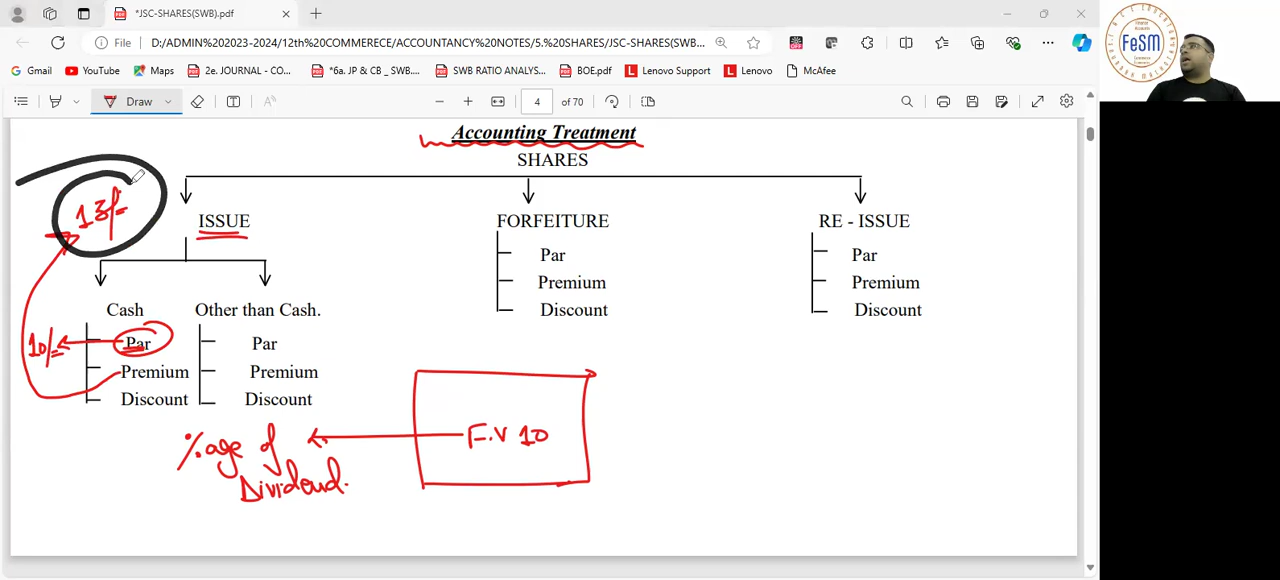 *JSC-SHARES(SWB).pdf
File D:/ADMIN%202023-2024/12th%20COMMERECE/ACCOUNTANCY%20NOTES/5.%20SHARES/JSC-SHARES(SWB...
Gmail YouTube Maps 2e. JOURNAL - CO... *6a. JP & CB _ SWB.... SWB RATIO ANALYS... BOE.pdf Lenovo Support Lenovo McAfee
Draw 4 of 70
FeSM
Accounting Treatment
SHARES
13/-
ISSUE FORFEITURE RE - ISSUE
Par Par
Premium Premium
Discount Discount
Cash Other than Cash.
10/- Par Par
Premium Premium
Discount Discount
%age of Dividend.
F.V 10